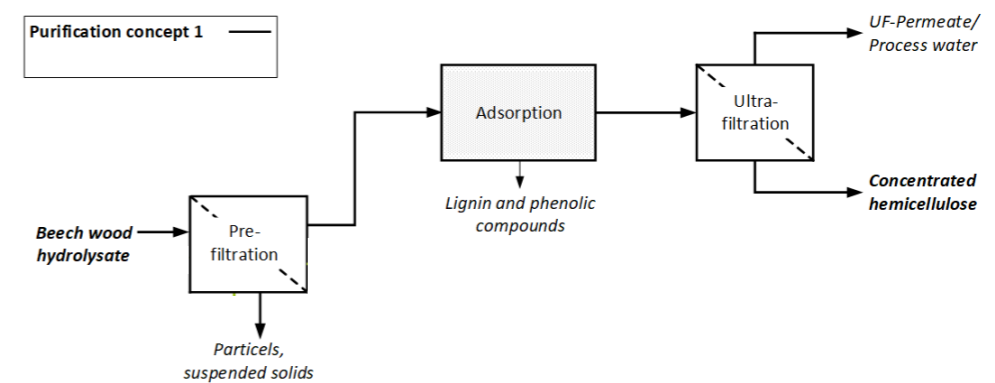 Purification concept 1
UF-Permeate/
Process water
Adsorption
Ultra-
filtration
Lignin and phenolic
compounds
Concentrated
hemicellulose
Beech wood
hydrolysate
Pre-
filtration
Particels,
suspended solids